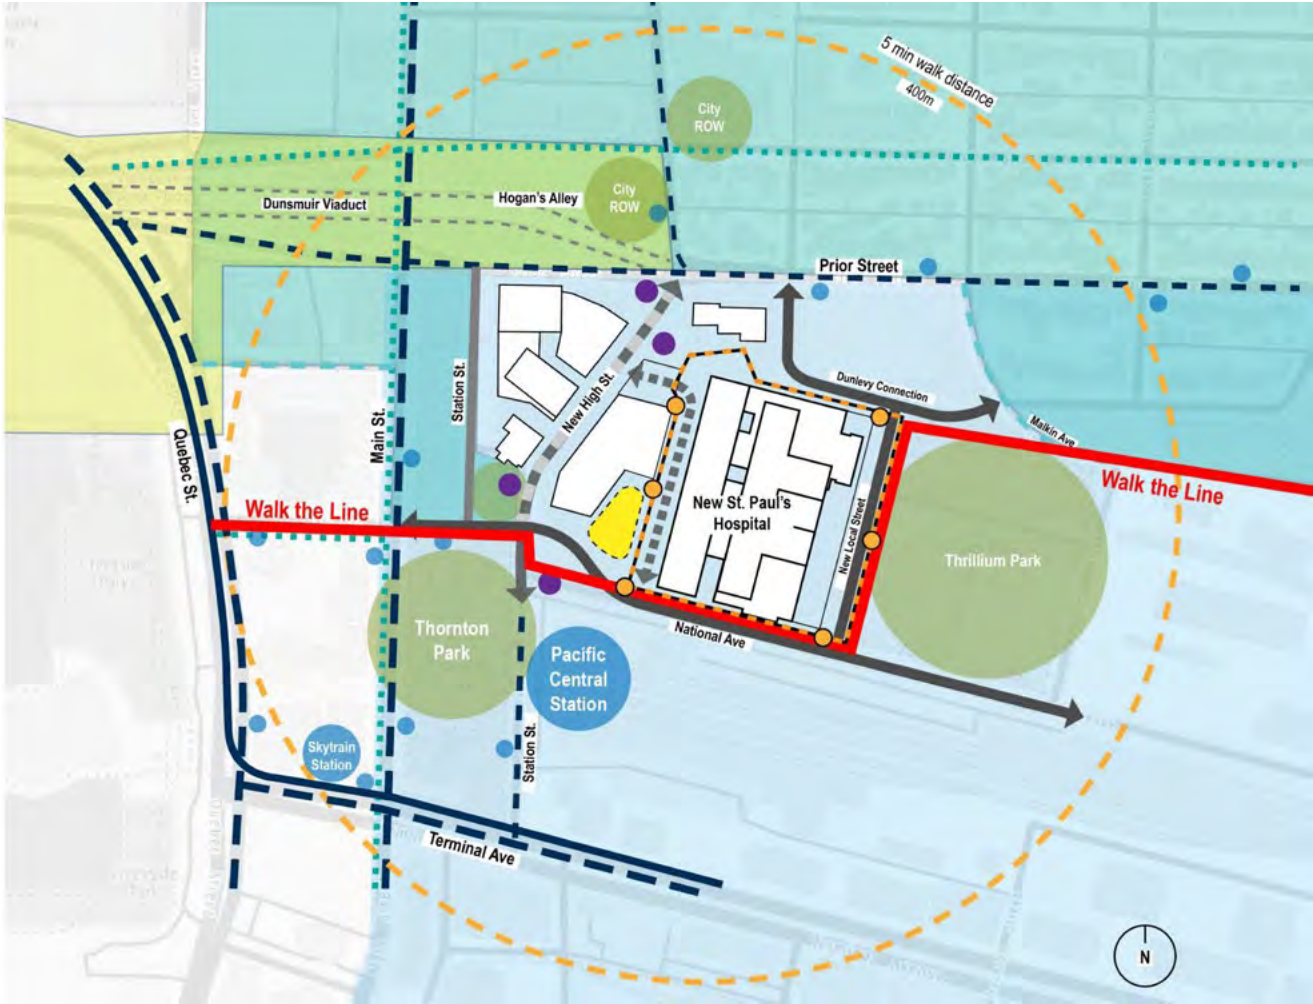 5 min walk distance
400m
City
ROW
City
ROW
Dunsmuir Viaduct
Hogan's Alley
Prior Street
Station St.
New High St.
Dunlevy Connection
Malkin Ave
Main St.
Quebec St.
Walk the Line
Walk the Line
New St. Paul's
Hospital
New Local Street
Thrillium Park
Thornton
Park
National Ave
Pacific
Central
Station
Station St.
Skytrain
Station
Terminal Ave
N